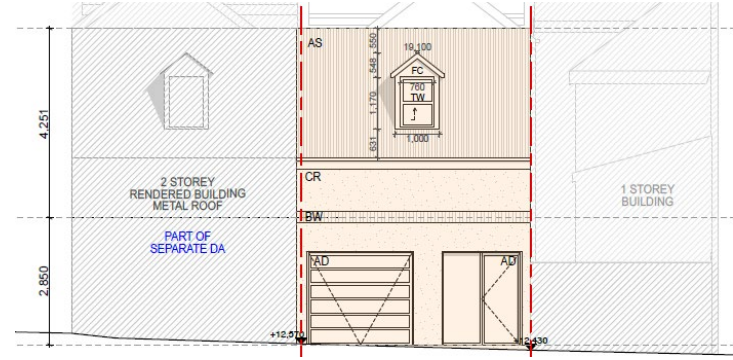 AS
19,100
550
548
FC
760
TW
1,170
1,000
631
4,251
CR
2 STOREY
RENDERED BUILDING
METAL ROOF
1 STOREY
BUILDING
BW
PART OF
SEPARATE DA
AD
AD
2,850
+12,570
+12,430